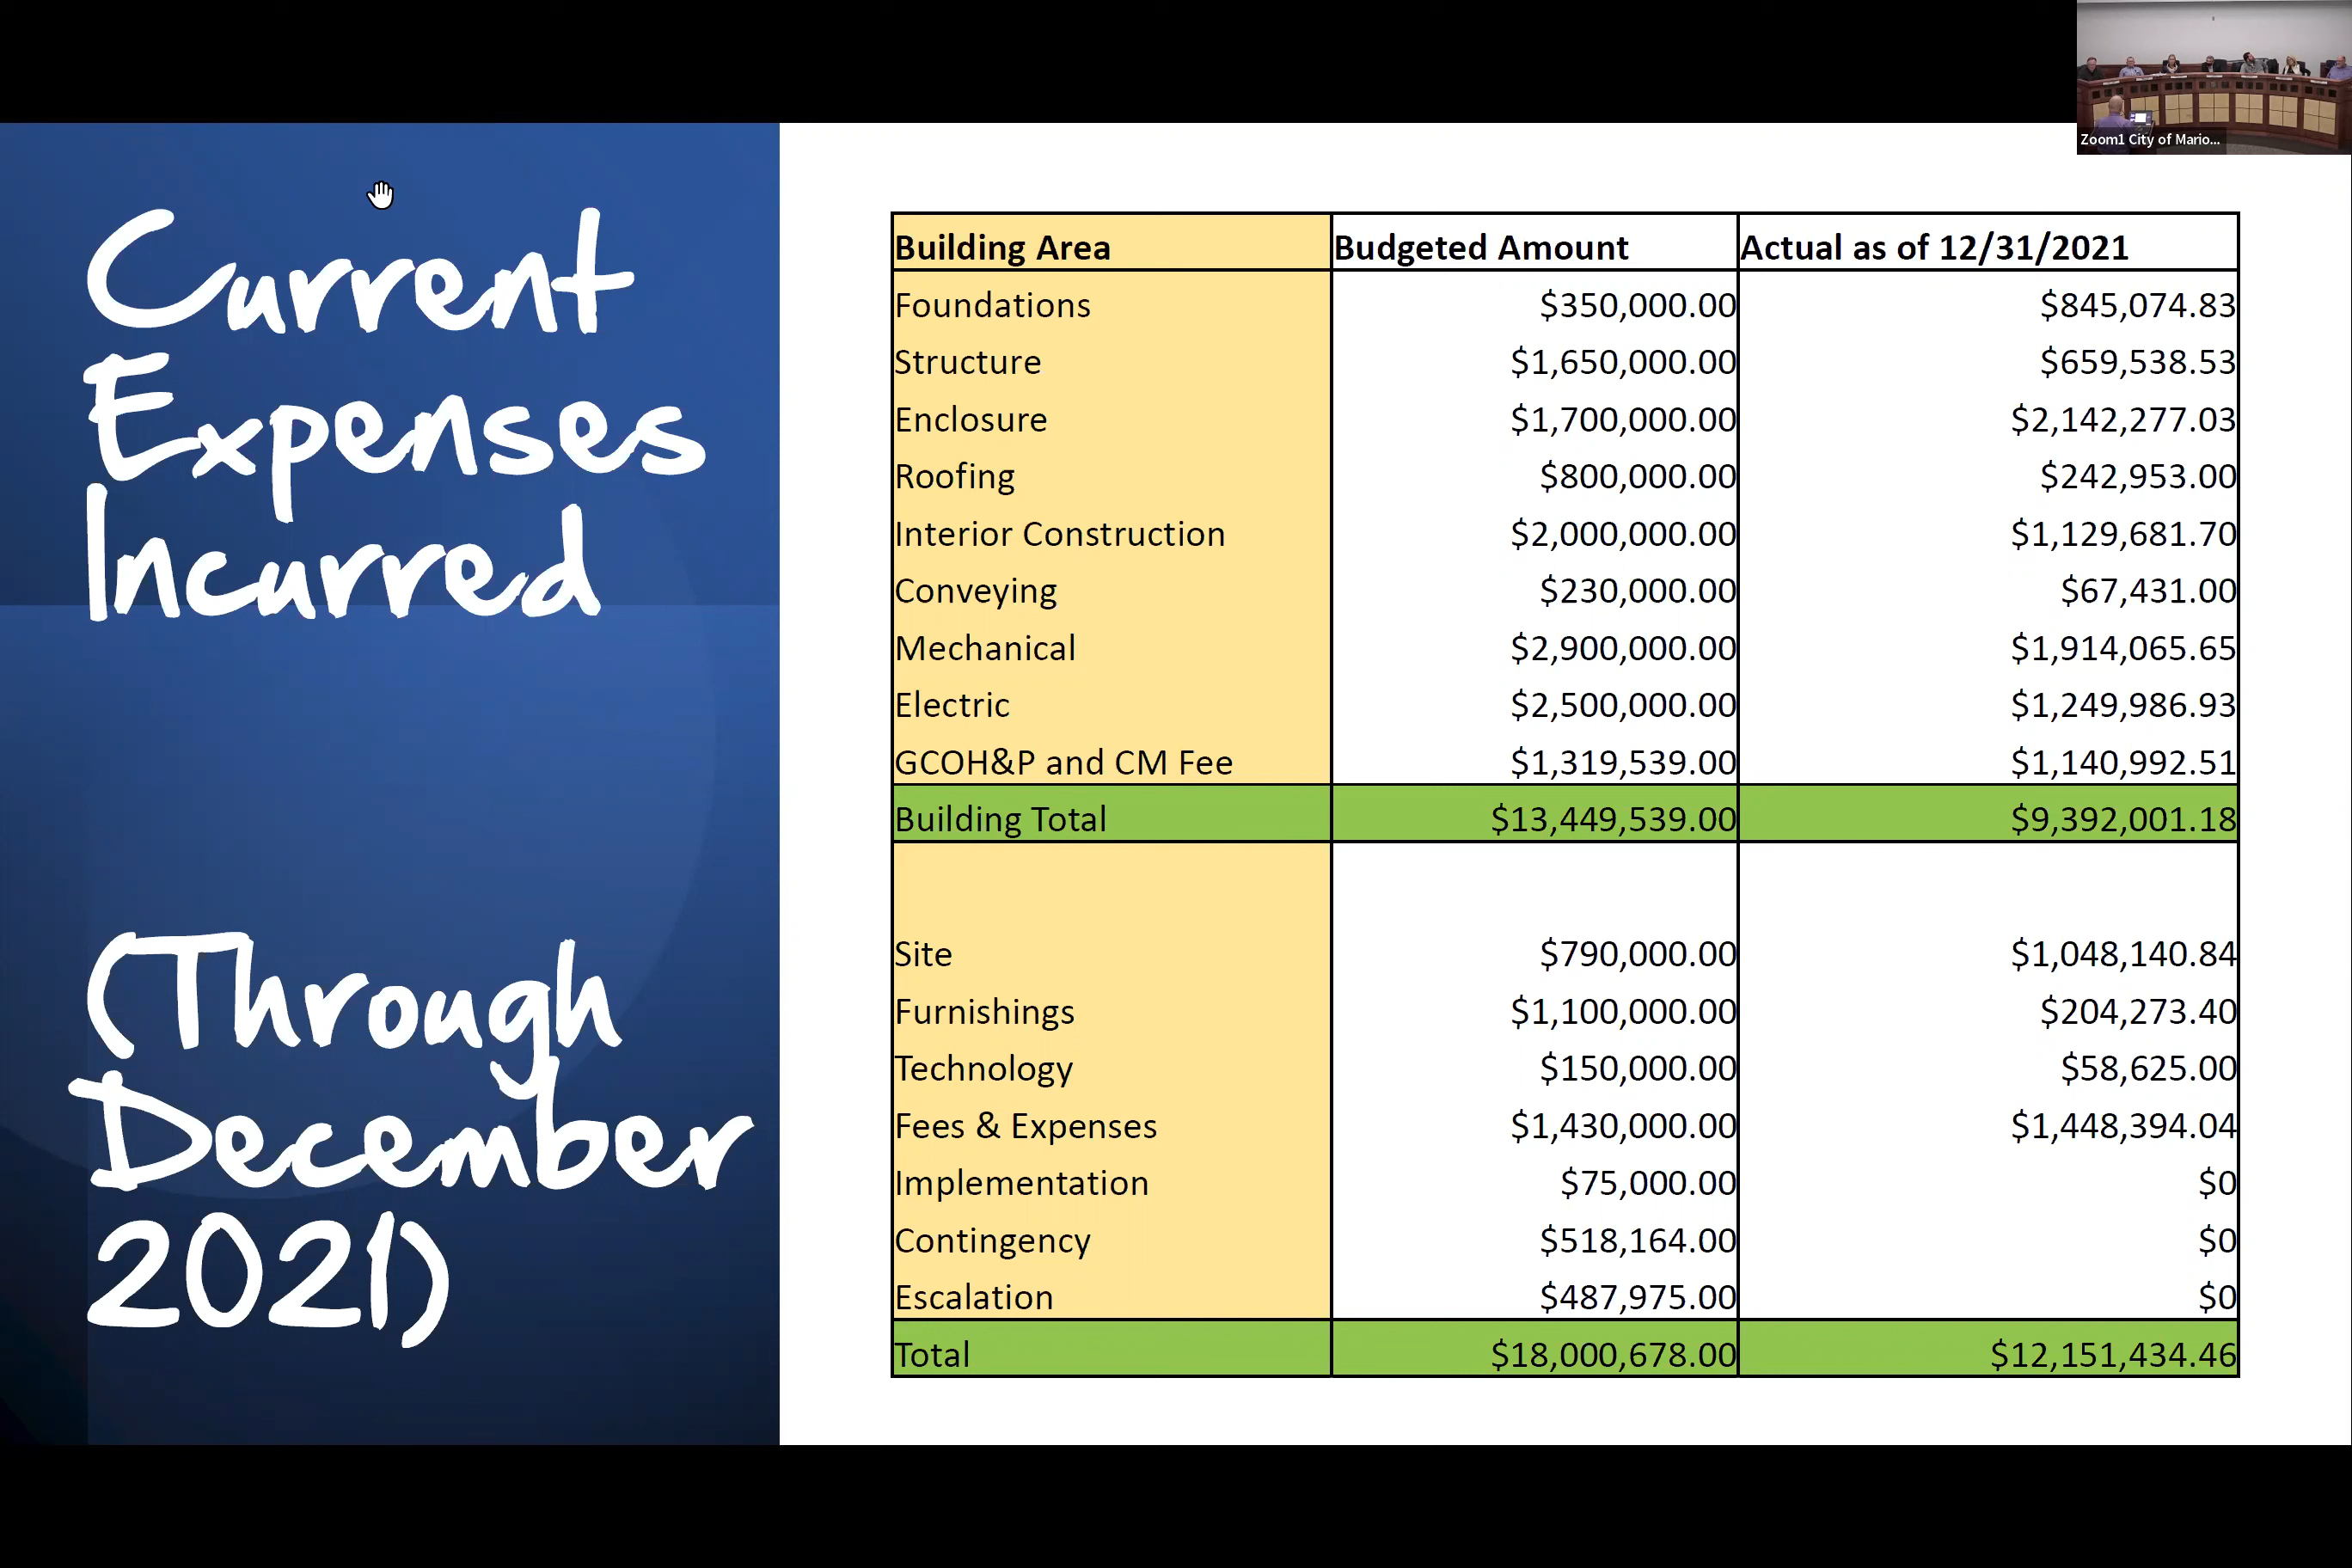 Zoom1 City of Mario...
Current
Expenses
Incurred
(Through
December
2021)
Building Area Budgeted Amount Actual as of 12/31/2021
Foundations $350,000.00 $845,074.83
Structure $1,650,000.00 $659,538.53
Enclosure $1,700,000.00 $2,142,277.03
Roofing $800,000.00 $242,953.00
Interior Construction $2,000,000.00 $1,129,681.70
Conveying $230,000.00 $67,431.00
Mechanical $2,900,000.00 $1,914,065.65
Electric $2,500,000.00 $1,249,986.93
GCOH&P and CM Fee $1,319,539.00 $1,140,992.51
Building Total $13,449,539.00 $9,392,001.18
Site $790,000.00 $1,048,140.84
Furnishings $1,100,000.00 $204,273.40
Technology $150,000.00 $58,625.00
Fees & Expenses $1,430,000.00 $1,448,394.04
Implementation $75,000.00 $0
Contingency $518,164.00 $0
Escalation $487,975.00 $0
Total $18,000,678.00 $12,151,434.46